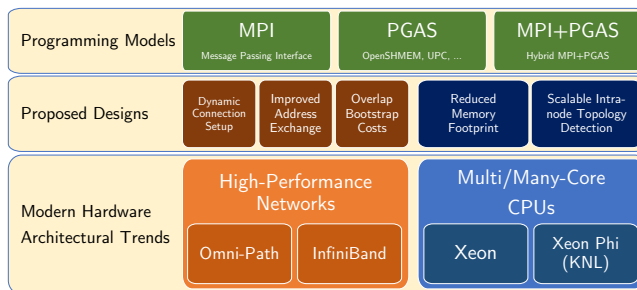 Programming Models
MPI
Message Passing Interface
PGAS
OpenSHMEM, UPC, ...
MPI+PGAS
Hybrid MPI+PGAS
Proposed Designs
Dynamic
Connection
Setup
Improved
Address
Exchange
Overlap
Bootstrap
Costs
Reduced
Memory
Footprint
Scalable Intra-
node Topology
Detection
Modern Hardware
Architectural Trends
High-Performance
Networks
Omni-Path
InfiniBand
Multi/Many-Core
CPUs
Xeon
Xeon Phi
(KNL)